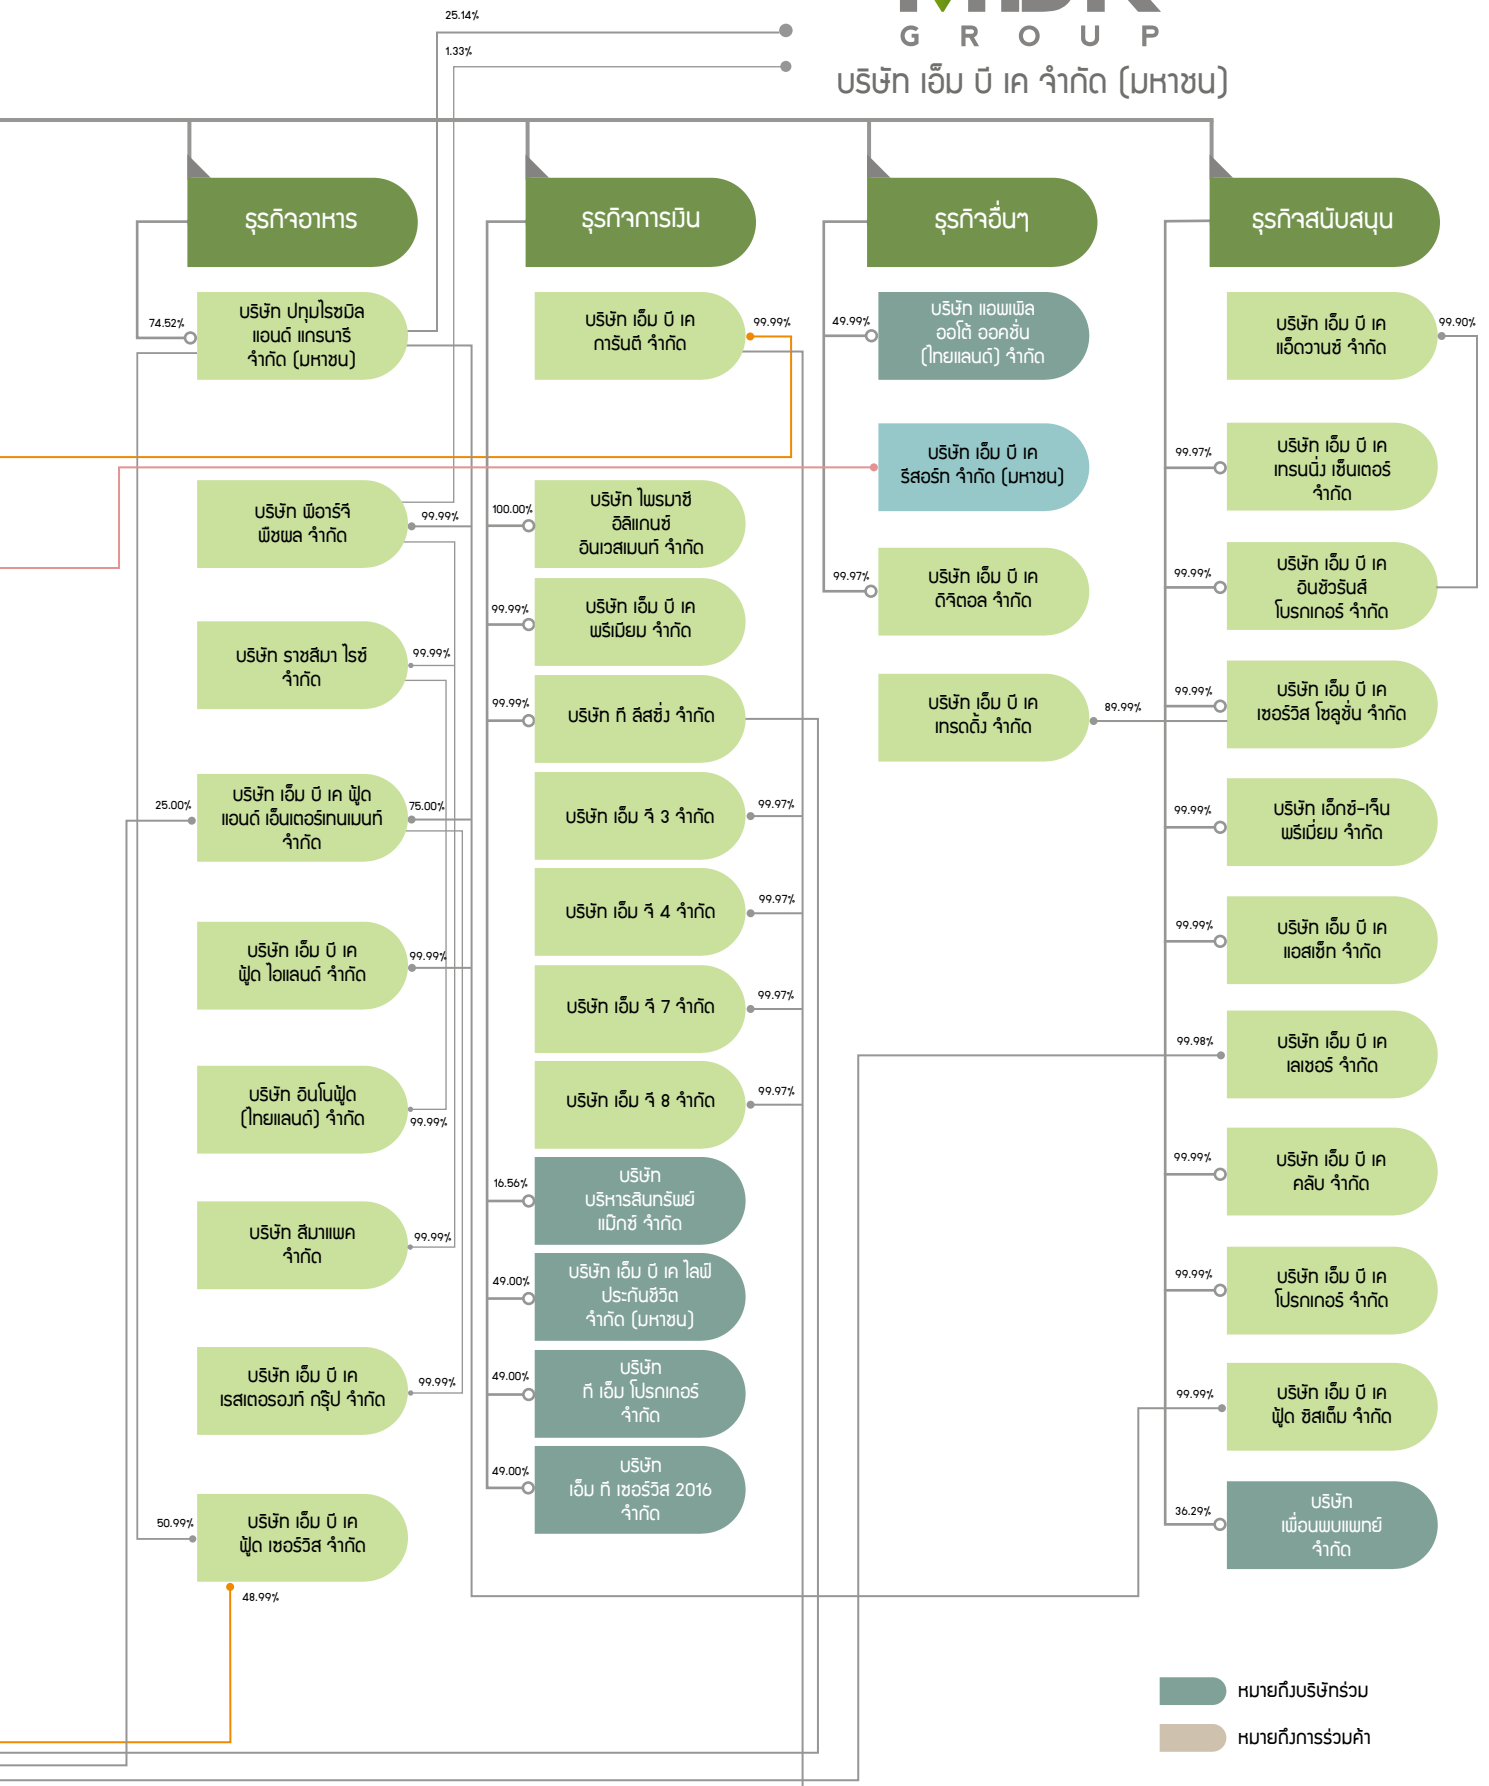 25.14%
1.33%
GROUP
บริษัท เอ็ม บี เค จำกัด (มหาชน)
ธุรกิจอาหาร
74.52%
บริษัท ปทุมไรซมิล
แอนด์ แกรนารี
จำกัด (มหาชน)
บริษัท พีอาร์จี
พืชผล จำกัด
99.99%
บริษัท ราชสีมา ไรซ์
จำกัด
99.99%
25.00%
บริษัท เอ็ม บี เค ฟู้ด
แอนด์ เอ็นเตอร์เทนเมนท์
จำกัด
75.00%
บริษัท เอ็ม บี เค
ฟู้ด ไอแลนด์ จำกัด
99.99%
บริษัท อินโนฟู้ด
(ไทยแลนด์) จำกัด
99.99%
บริษัท สีมาแพค
จำกัด
99.99%
บริษัท เอ็ม บี เค
เรสเตอรองท์ กรุ๊ป จำกัด
99.99%
50.99%
บริษัท เอ็ม บี เค
ฟู้ด เซอร์วิส จำกัด
48.99%
ธุรกิจการเงิน
บริษัท เอ็ม บี เค
การันตี จำกัด
99.99%
100.00%
บริษัท ไพรมาซี
อิลิแกนซ์
อินเวสเมนท์ จำกัด
99.99%
บริษัท เอ็ม บี เค
พรีเมียม จำกัด
99.99%
บริษัท ที ลีสซิ่ง จำกัด
บริษัท เอ็ม จี 3 จำกัด
99.97%
บริษัท เอ็ม จี 4 จำกัด
99.97%
บริษัท เอ็ม จี 7 จำกัด
99.97%
บริษัท เอ็ม จี 8 จำกัด
99.97%
16.56%
บริษัท
บริหารสินทรัพย์
แม๊กซ์ จำกัด
49.00%
บริษัท เอ็ม บี เค ไลฟ์
ประกันชีวิต
จำกัด (มหาชน)
49.00%
บริษัท
ที เอ็ม โบรกเกอร์
จำกัด
49.00%
บริษัท
เอ็ม ที เซอร์วิส 2016
จำกัด
ธุรกิจอื่นๆ
49.99%
บริษัท แอพเพิล
ออโต้ ออคชั่น
(ไทยแลนด์) จำกัด
บริษัท เอ็ม บี เค
รีสอร์ท จำกัด (มหาชน)
99.97%
บริษัท เอ็ม บี เค
ดิจิตอล จำกัด
บริษัท เอ็ม บี เค
เทรดดิ้ง จำกัด
89.99%
ธุรกิจสนับสนุน
บริษัท เอ็ม บี เค
แอ็ดวานซ์ จำกัด
99.90%
99.97%
บริษัท เอ็ม บี เค
เทรนนิ่ง เซ็นเตอร์
จำกัด
99.99%
บริษัท เอ็ม บี เค
อินชัวรันส์
โบรกเกอร์ จำกัด
99.99%
บริษัท เอ็ม บี เค
เซอร์วิส โซลูชั่น จำกัด
99.99%
บริษัท เอ็กซ์-เจ็น
พรีเมี่ยม จำกัด
99.99%
บริษัท เอ็ม บี เค
แอสเซ็ท จำกัด
99.98%
บริษัท เอ็ม บี เค
เลเซอร์ จำกัด
99.99%
บริษัท เอ็ม บี เค
คลับ จำกัด
99.99%
บริษัท เอ็ม บี เค
โบรกเกอร์ จำกัด
99.99%
บริษัท เอ็ม บี เค
ฟู้ด ซิสเต็ม จำกัด
36.29%
บริษัท
เพื่อนพบแพทย์
จำกัด
หมายถึงบริษัทร่วม
หมายถึงการร่วมค้า